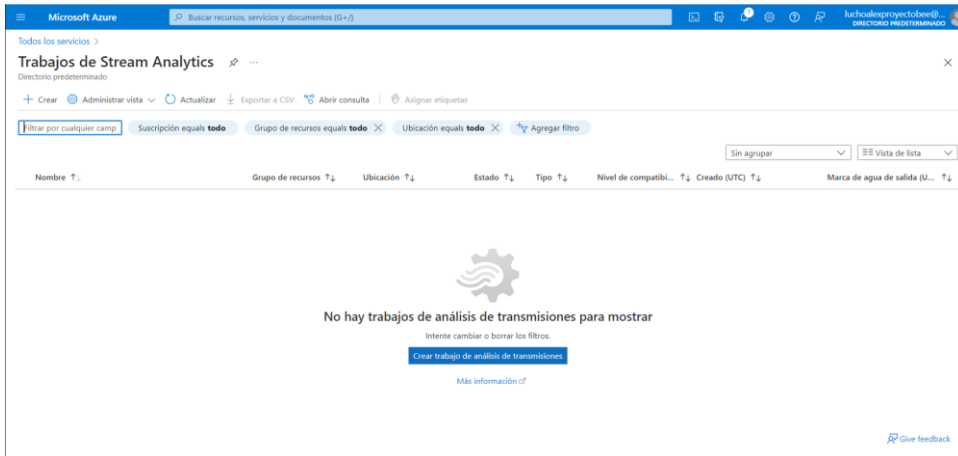 Microsoft Azure
Buscar recursos, servicios y documentos (G+/)
luchoalexproyectobee@...
DIRECTORIO PREDETERMINADO
Todos los servicios >
Trabajos de Stream Analytics
Directorio predeterminado
Crear Administrar vista Actualizar Exportar a CSV Abrir consulta Asignar etiquetas
Filtrar por cualquier camp Suscripción equals todo Grupo de recursos equals todo Ubicación equals todo Agregar filtro
Sin agrupar Vista de lista
Nombre Grupo de recursos Ubicación Estado Tipo Nivel de compatibi... Creado (UTC) Marca de agua de salida (U...
No hay trabajos de análisis de transmisiones para mostrar
Intente cambiar o borrar los filtros.
Crear trabajo de análisis de transmisiones
Más información
Give feedback